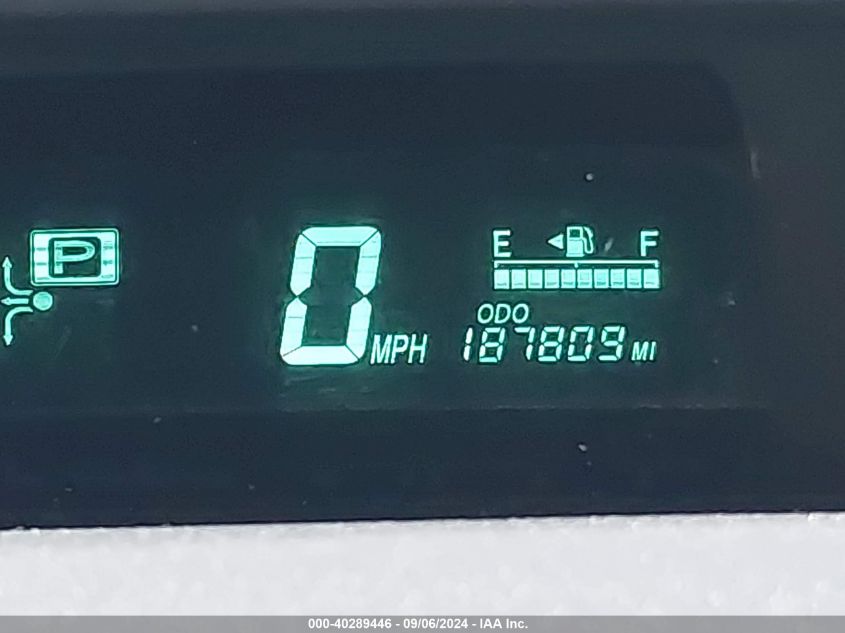 E F
P
0 MPH
ODO
187809 MI
000-40289446 - 09/06/2024 - IAA Inc.